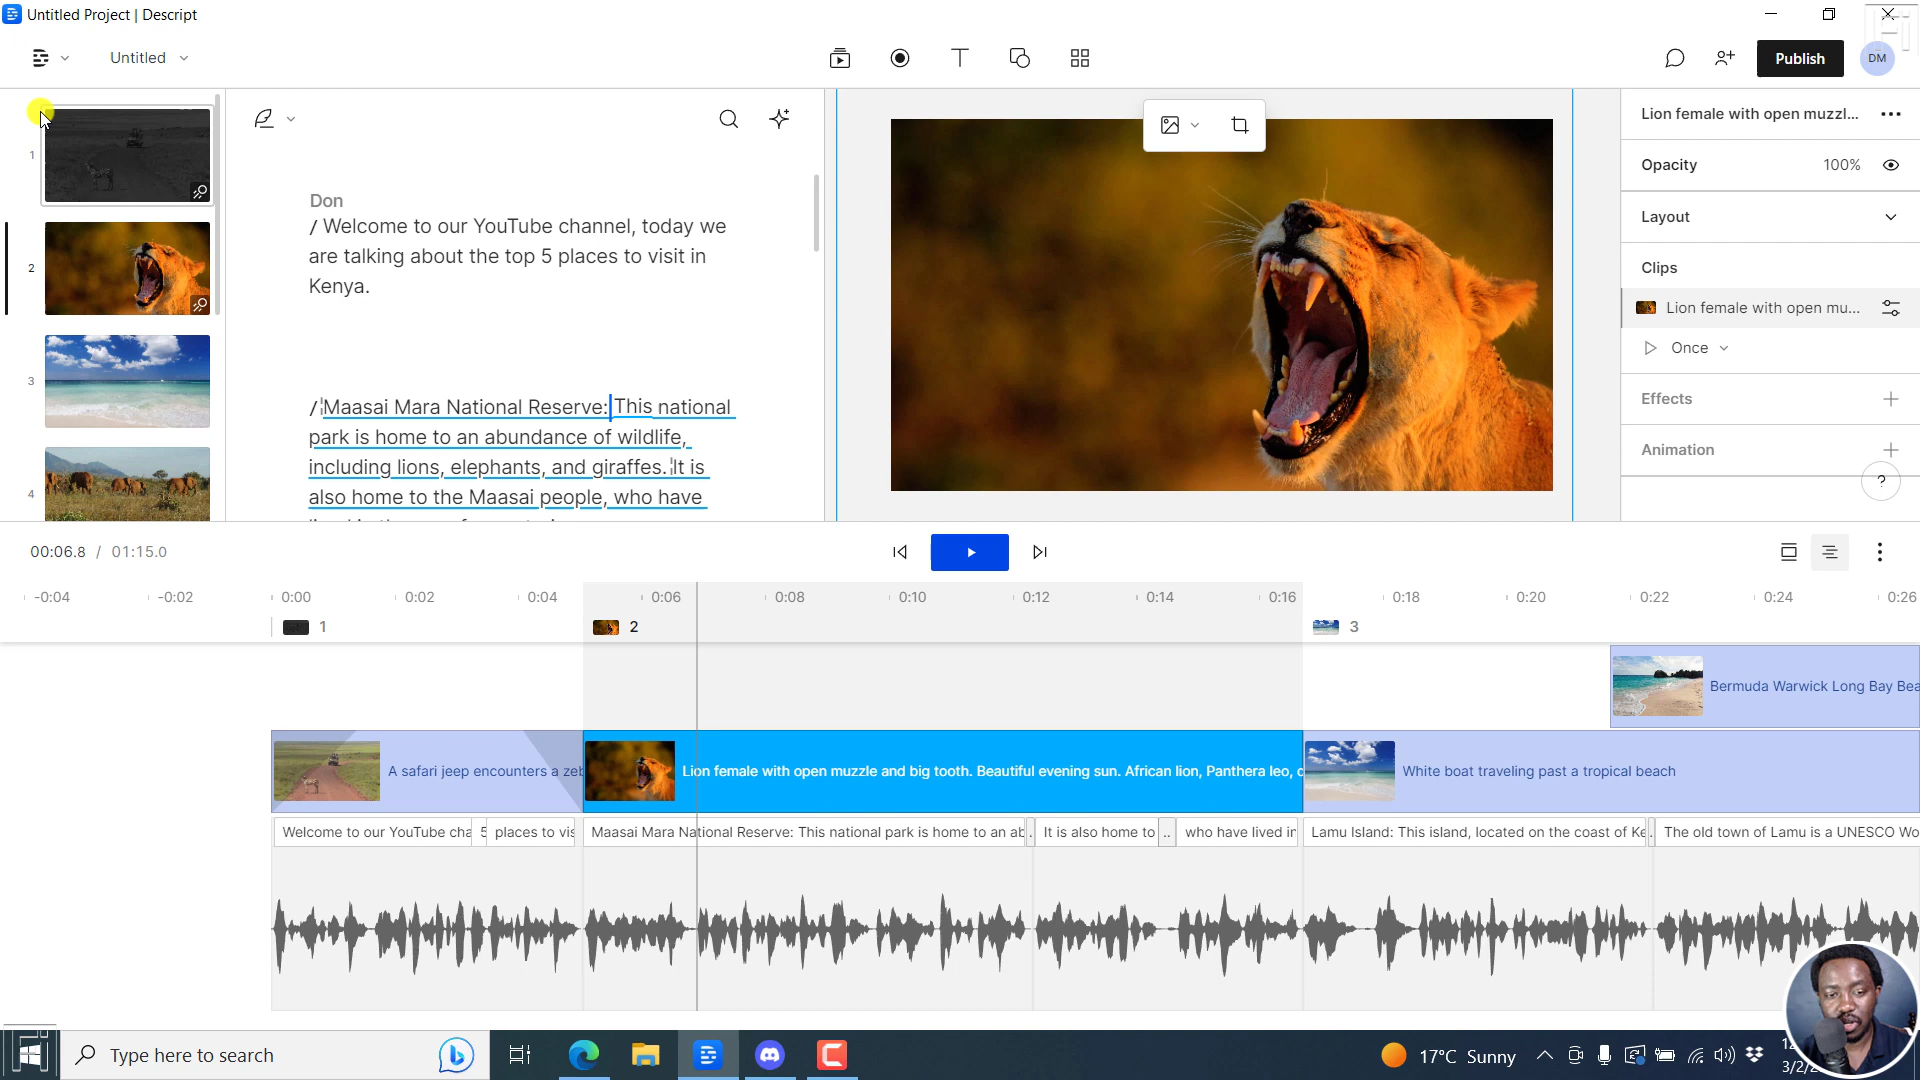 Untitled Project | Descript
Untitled
Publish
DM
1
2
3
4
Don
/ Welcome to our YouTube channel, today we
are talking about the top 5 places to visit in
Kenya.
/ Maasai Mara National Reserve: This national
park is home to an abundance of wildlife,
including lions, elephants, and giraffes. It is
also home to the Maasai people, who have
Lion female with open muzzl...
Opacity 100%
Layout
Clips
Lion female with open mu...
Once
Effects
Animation
?
00:06.8 / 01:15.0
-0:04 -0:02 0:00 0:02 0:04 0:06 0:08 0:10 0:12 0:14 0:16 0:18 0:20 0:22 0:24 0:26
1 2 3
Bermuda Warwick Long Bay Bea
A safari jeep encounters a zeb
Lion female with open muzzle and big tooth. Beautiful evening sun. African lion, Panthera leo,
White boat traveling past a tropical beach
Welcome to our YouTube cha 5 places to vis Maasai Mara National Reserve: This national park is home to an ab . It is also home to .. who have lived in Lamu Island: This island, located on the coast of Ke . The old town of Lamu is a UNESCO Wo
Type here to search
17°C Sunny